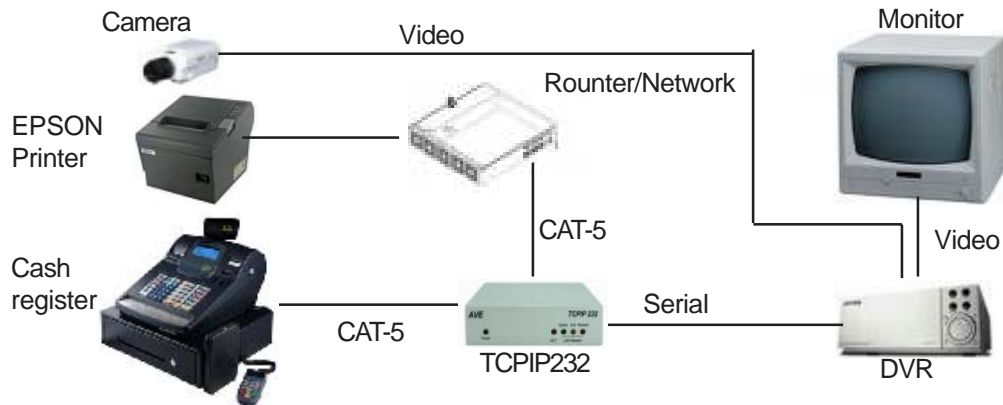 Camera
Video
Monitor
Rounter/Network
EPSON
Printer
CAT-5
Video
Cash
register
CAT-5
AVE
TCPIP 232
Serial
TCPIP232
DVR